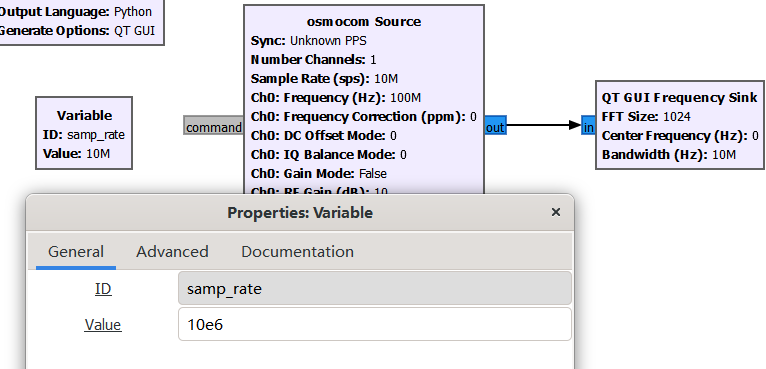 Output Language: Python
Generate Options: QT GUI
osmocom Source
Sync: Unknown PPS
Number Channels: 1
Sample Rate (sps): 10M
Ch0: Frequency (Hz): 100M
Ch0: Frequency Correction (ppm): 0
Ch0: DC Offset Mode: 0
Ch0: IQ Balance Mode: 0
Ch0: Gain Mode: False
Ch0: RF Gain (dB): 10
command
out
Variable
ID: samp_rate
Value: 10M
in
QT GUI Frequency Sink
FFT Size: 1024
Center Frequency (Hz): 0
Bandwidth (Hz): 10M
Properties: Variable
×
General Advanced Documentation
ID samp_rate
Value 10e6